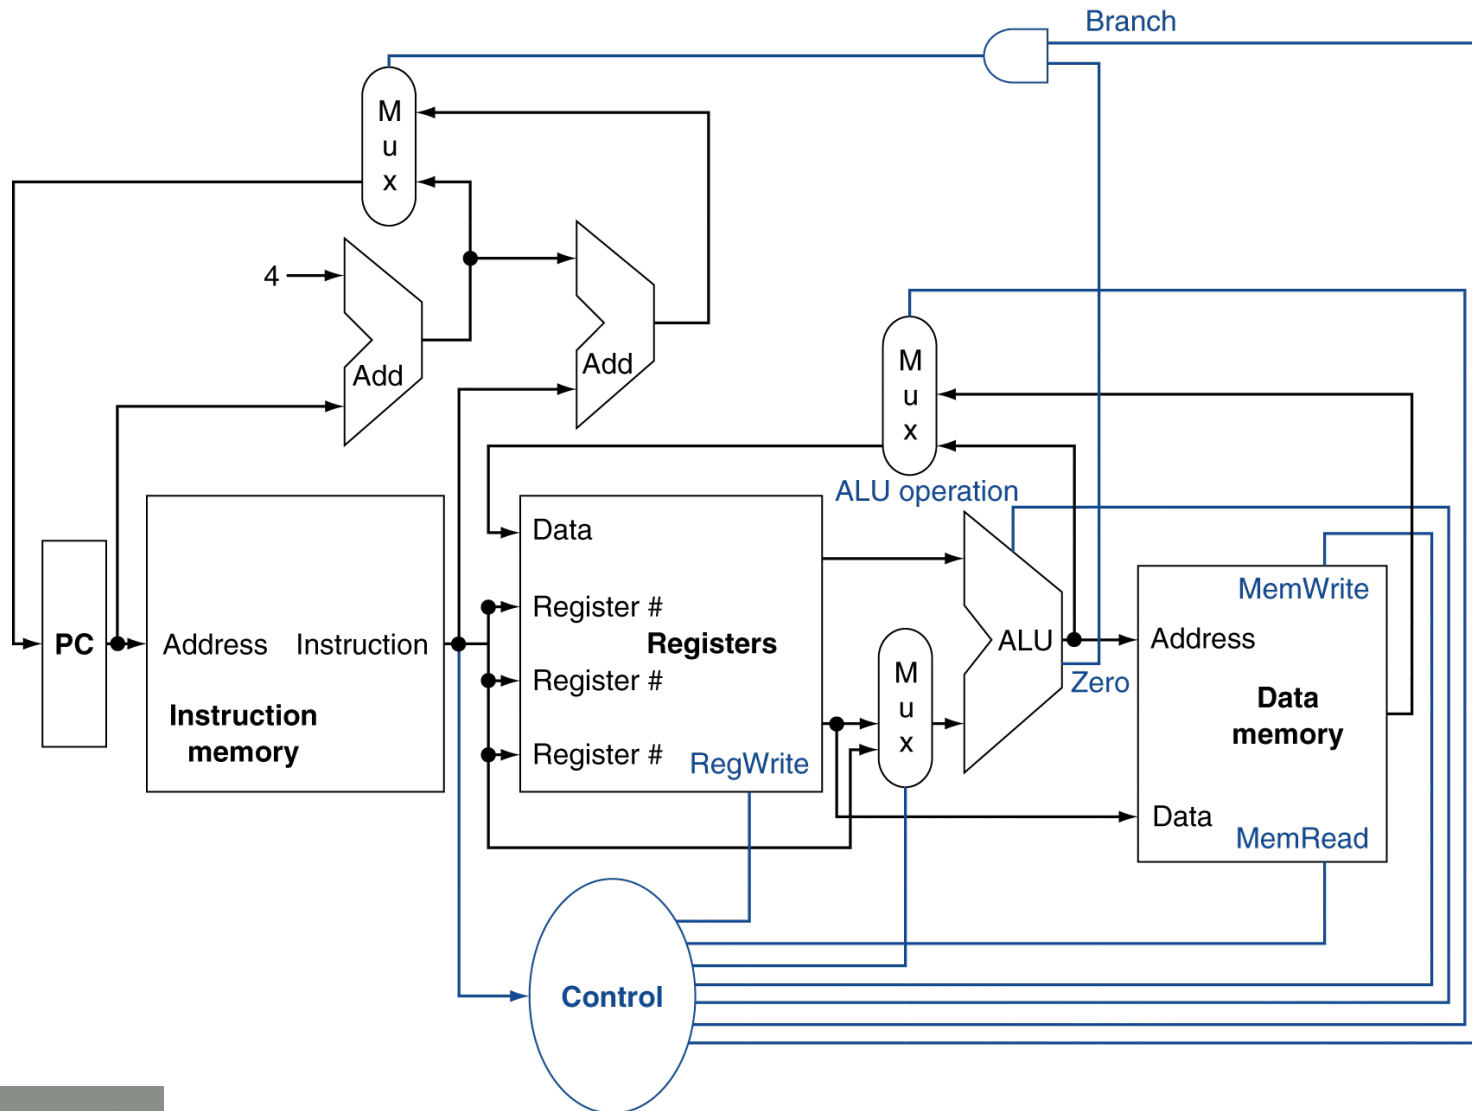 Branch
M
u
x
4
Add
Add
M
u
x
ALU operation
Data
Register #
Registers
Register #
Register #
RegWrite
PC
Address
Instruction
Instruction
memory
M
u
x
ALU
Zero
MemWrite
Address
Data
memory
Data
MemRead
Control